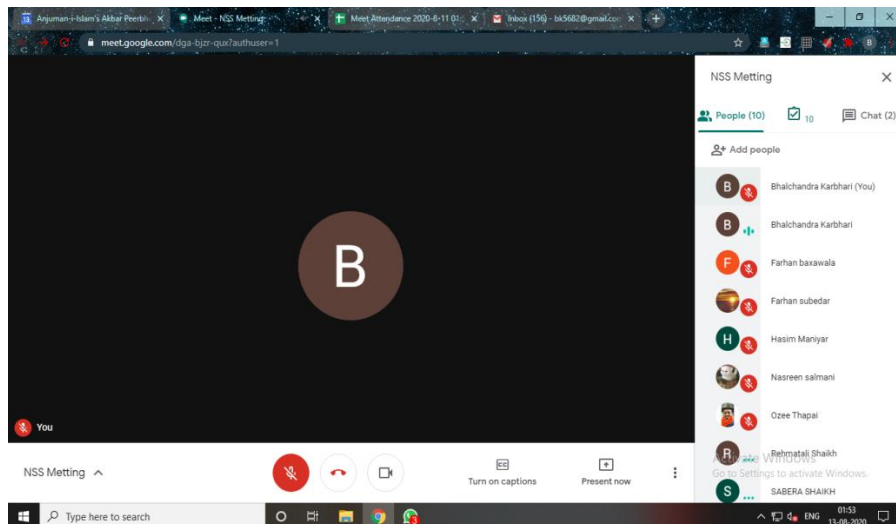 Anjuman-i-Islam's Akbar Peerbh
Meet - NSS Metting
Meet Attendance 2020-8-11 01:
Inbox (156) - bk5682@gmail.co
meet.google.com/dga-bjzr-qux?authuser=1
B
NSS Metting
People (10)
10
Chat (2)
Add people
B Bhalchandra Karbhari (You)
B Bhalchandra Karbhari
F Farhan baxawala
Farhan subedar
H Hasim Maniyar
Nasreen salmani
Ozee Thapai
R Rehmatali Shaikh
S SABERA SHAIKH
B
You
Activate Windows
Go to Settings to activate Windows.
NSS Metting
CC
Turn on captions
Present now
Type here to search
3
ENG
01:53
13-08-2020